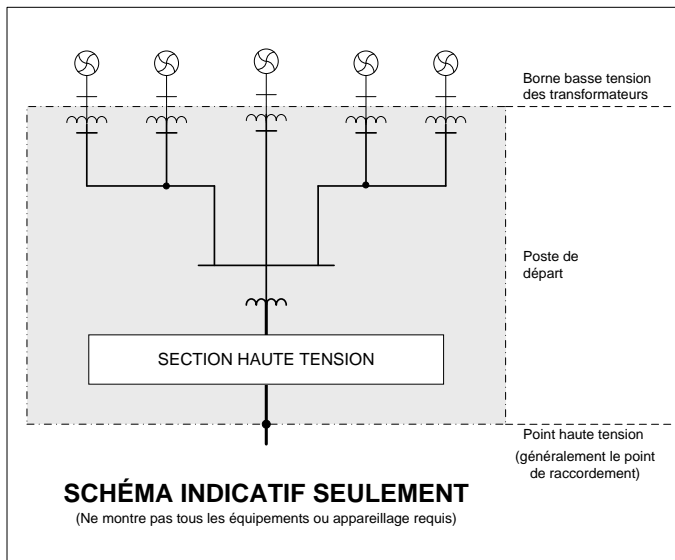 Borne basse tension
des transformateurs
Poste de
départ
SECTION HAUTE TENSION
Point haute tension
(généralement le point
de raccordement)
SCHÉMA INDICATIF SEULEMENT
(Ne montre pas tous les équipements ou appareillage requis)